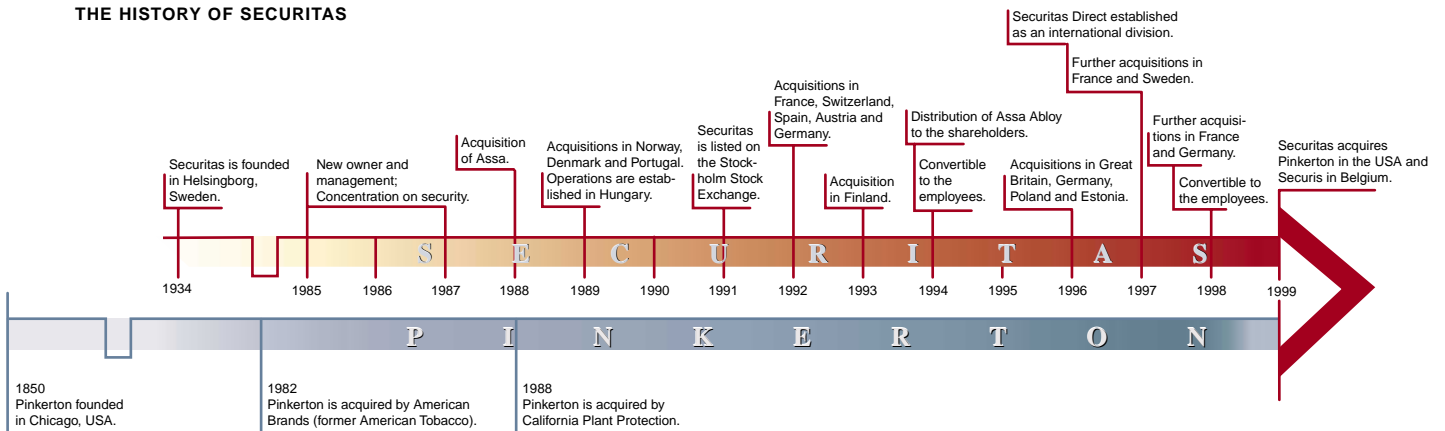 THE HISTORY OF SECURITAS
Securitas is founded
in Helsingborg,
Sweden.
New owner and
management;
Concentration on security.
Acquisition
of Assa.
Acquisitions in Norway,
Denmark and Portugal.
Operations are estab-
lished in Hungary.
Securitas
is listed on
the Stock-
holm Stock
Exchange.
Acquisitions in
France, Switzerland,
Spain, Austria and
Germany.
Acquisition
in Finland.
Distribution of Assa Abloy
to the shareholders.
Convertible
to the
employees.
Acquisitions in Great
Britain, Germany,
Poland and Estonia.
Securitas Direct established
as an international division.
Further acquisitions in
France and Sweden.
Further acquisi-
tions in France
and Germany.
Convertible to
the employees.
Securitas acquires
Pinkerton in the USA and
Securis in Belgium.
SECURITAS
1934 1985 1986 1987 1988 1989 1990 1991 1992 1993 1994 1995 1996 1997 1998 1999
PINKERTON
1850
Pinkerton founded
in Chicago, USA.
1982
Pinkerton is acquired by American
Brands (former American Tobacco).
1988
Pinkerton is acquired by
California Plant Protection.